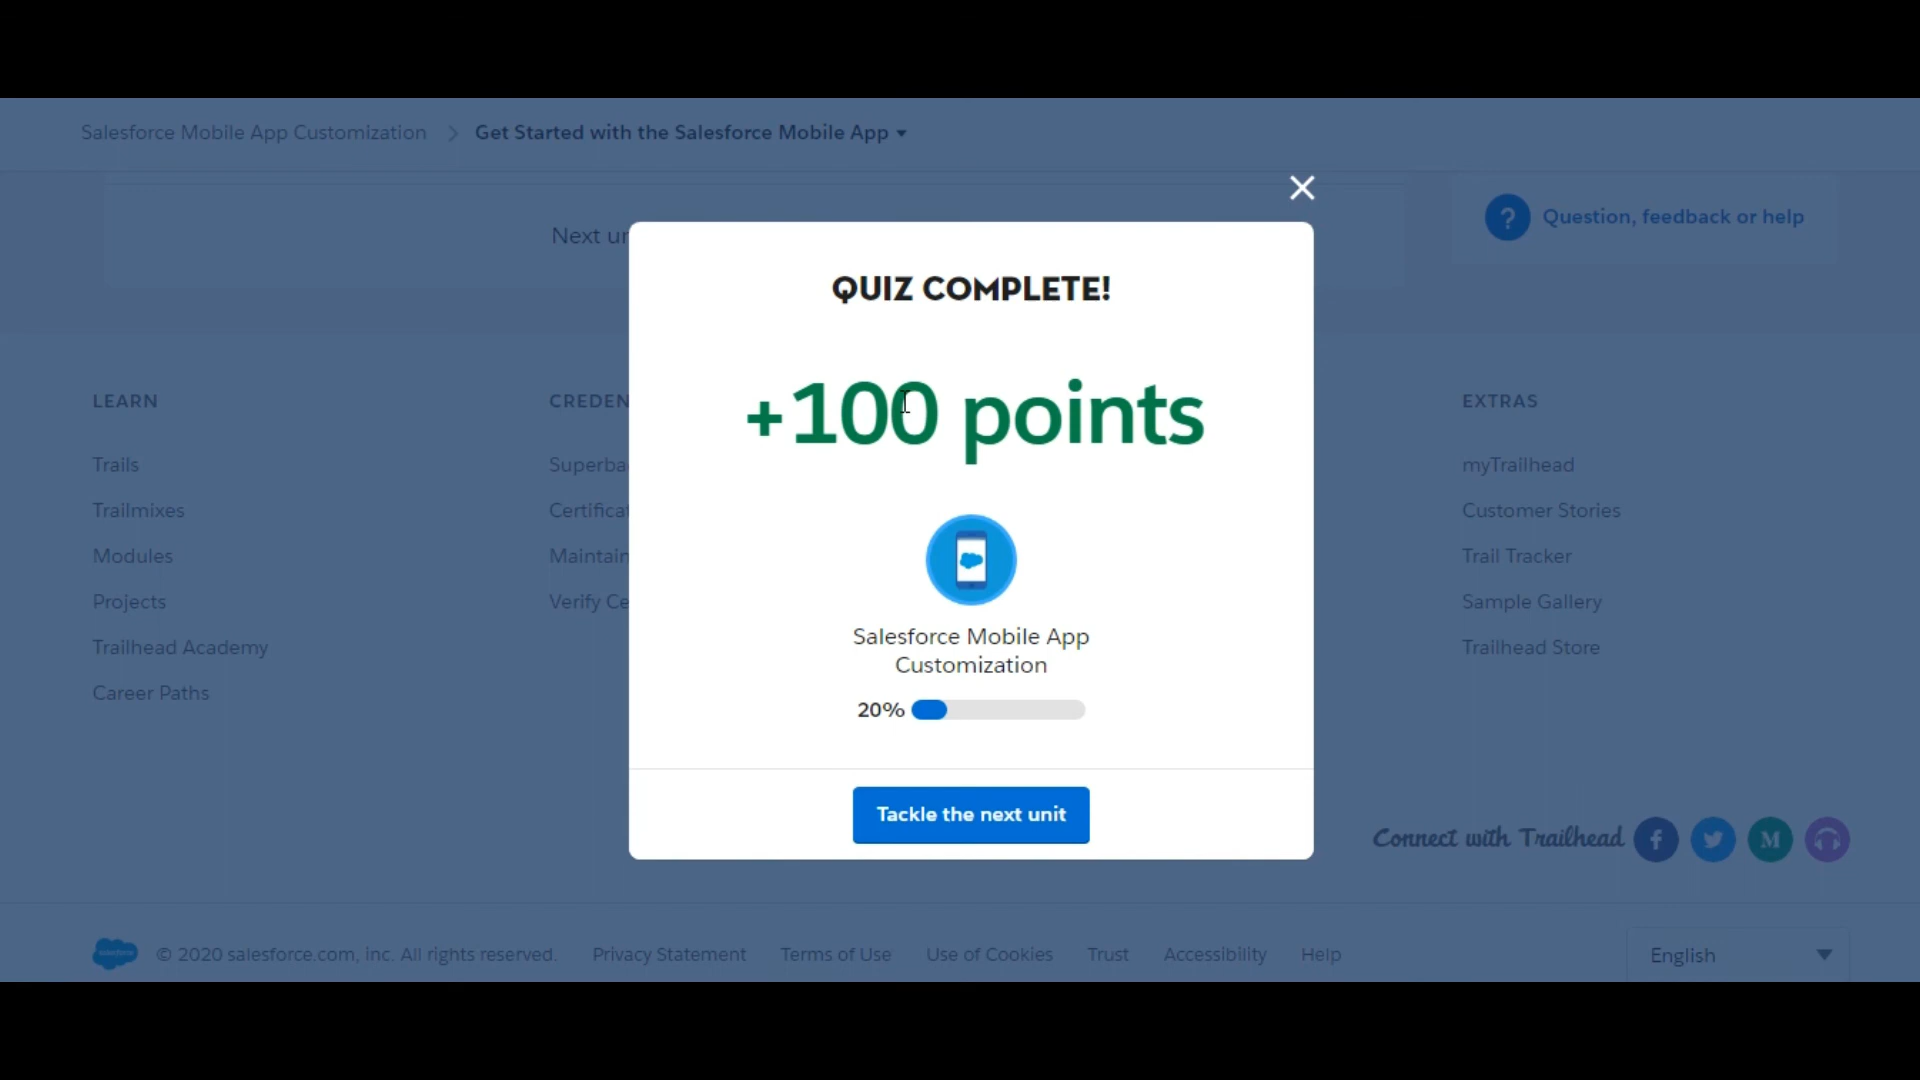 Salesforce Mobile App Customization
Get Started with the Salesforce Mobile App
Question, feedback or help
Next un
QUIZ COMPLETE!
+100 points
Salesforce Mobile App
Customization
20%
Tackle the next unit
LEARN
Trails
Trailmixes
Modules
Projects
Trailhead Academy
Career Paths
CREDEN
Superba
Certificat
Maintain
Verify Ce
EXTRAS
myTrailhead
Customer Stories
Trail Tracker
Sample Gallery
Trailhead Store
Connect with Trailhead
salesforce © 2020 salesforce.com, inc. All rights reserved. Privacy Statement Terms of Use Use of Cookies Trust Accessibility Help English